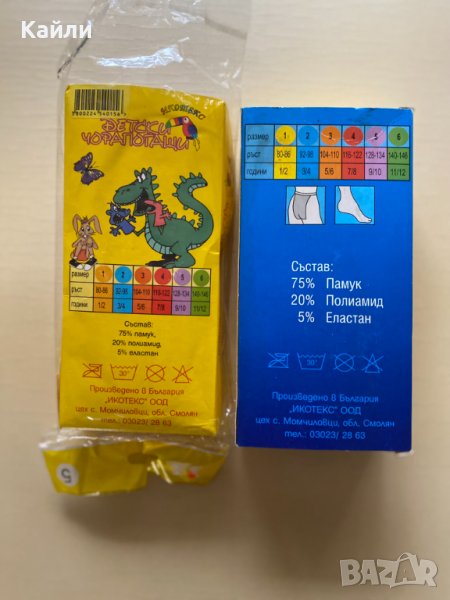 Кайли
3800224540156
Икотекс
ДЕТСКИ
ЧОРАПОГАЩИ
размер 1 2 3 4 5 6
ръст 80-86 92-98 104-110 116-122 128-134 140-146
години 1/2 3/4 5/6 7/8 9/10 11/12
Състав:
75% памук,
20% полиамид,
5% еластан
30°
Произведено в България
"ИКОТЕКС" ООД
цех с. Момчиловци, обл. Смолян
тел.: 03023/ 28 63
5
размер 1 2 3 4 5 6
ръст 80-86 92-98 104-110 116-122 128-134 140-146
години 1/2 3/4 5/6 7/8 9/10 11/12
Състав:
75% Памук
20% Полиамид
5% Еластан
30°
Произведено в България
"ИКОТЕКС" ООД
цех с. Момчиловци, обл. Смолян
тел.: 03023/ 28 63
BAZAR